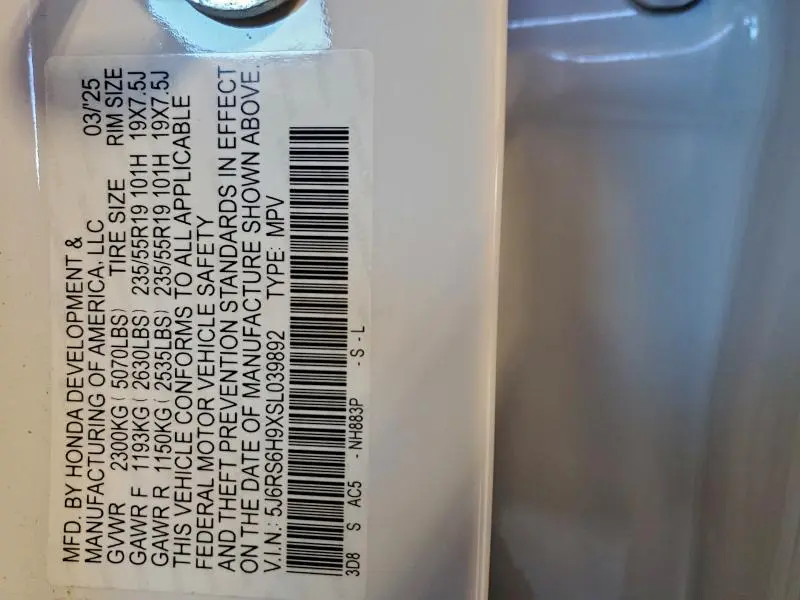 MFD. BY HONDA DEVELOPMENT &
MANUFACTURING OF AMERICA, LLC 03/'25
GVWR 2300KG ( 5070LBS) TIRE SIZE RIM SIZE
GAWR F 1193KG ( 2630LBS) 235/55R19 101H 19X7.5J
GAWR R 1150KG ( 2535LBS) 235/55R19 101H 19X7.5J
THIS VEHICLE CONFORMS TO ALL APPLICABLE
FEDERAL MOTOR VEHICLE SAFETY
AND THEFT PREVENTION STANDARDS IN EFFECT
ON THE DATE OF MANUFACTURE SHOWN ABOVE.
V.I.N.: 5J6RS6H9XSL039892 TYPE: MPV
3D8 S AC5 - NH883P - S - L